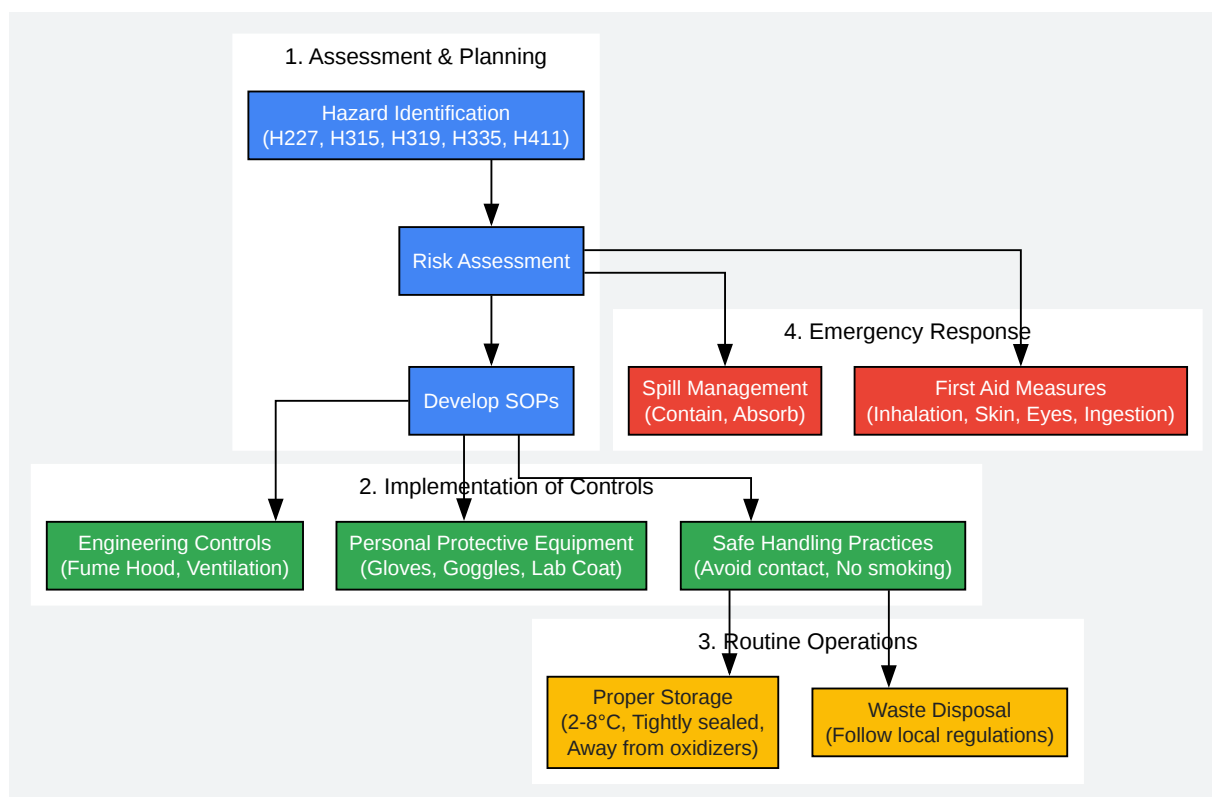 1. Assessment & Planning
Hazard Identification
(H227, H315, H319, H335, H411)
Risk Assessment
Develop SOPs
4. Emergency Response
Spill Management
(Contain, Absorb)
First Aid Measures
(Inhalation, Skin, Eyes, Ingestion)
2. Implementation of Controls
Engineering Controls
(Fume Hood, Ventilation)
Personal Protective Equipment
(Gloves, Goggles, Lab Coat)
Safe Handling Practices
(Avoid contact, No smoking)
3. Routine Operations
Proper Storage
(2-8°C, Tightly sealed,
Away from oxidizers)
Waste Disposal
(Follow local regulations)